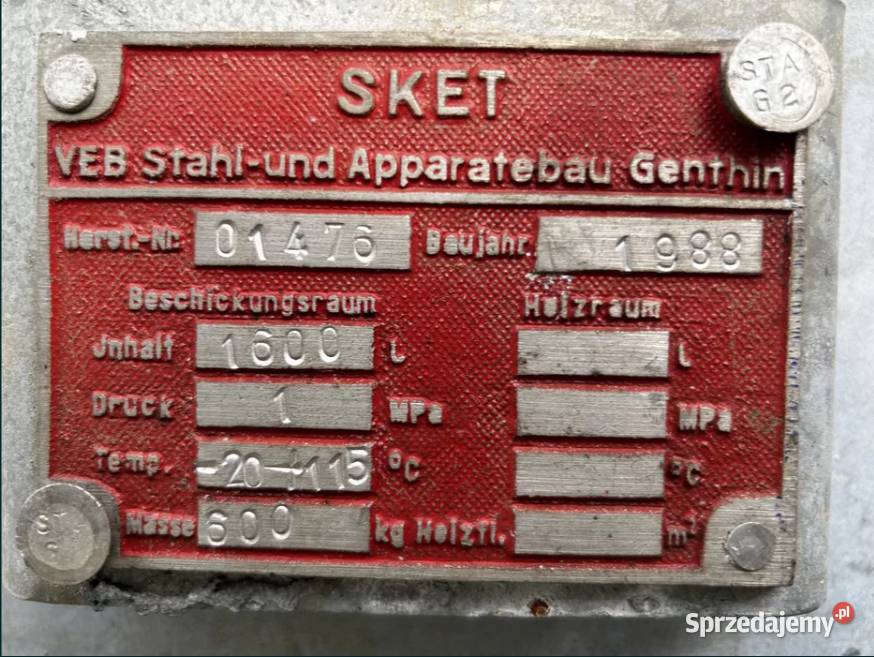 SKET
STA
G2
VEB Stahl-und Apparatebau Genthin
Herst.-Nr. 01476 Baujahr 1988
Beschickungsraum Heizraum
Jnhalt 1600 L L
Druck 1 MPa MPa
Temp. -20-+115 °C °C
Masse 600 kg Heizfl. m²
Sprzedajemy.pl